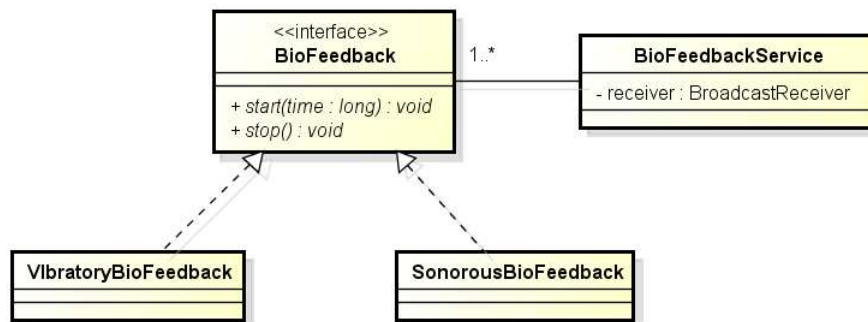 <<interface>>
BioFeedback
+ start(time : long) : void
+ stop() : void
1..*
BioFeedbackService
- receiver : BroadcastReceiver
VIbratoryBioFeedback
SonorousBioFeedback